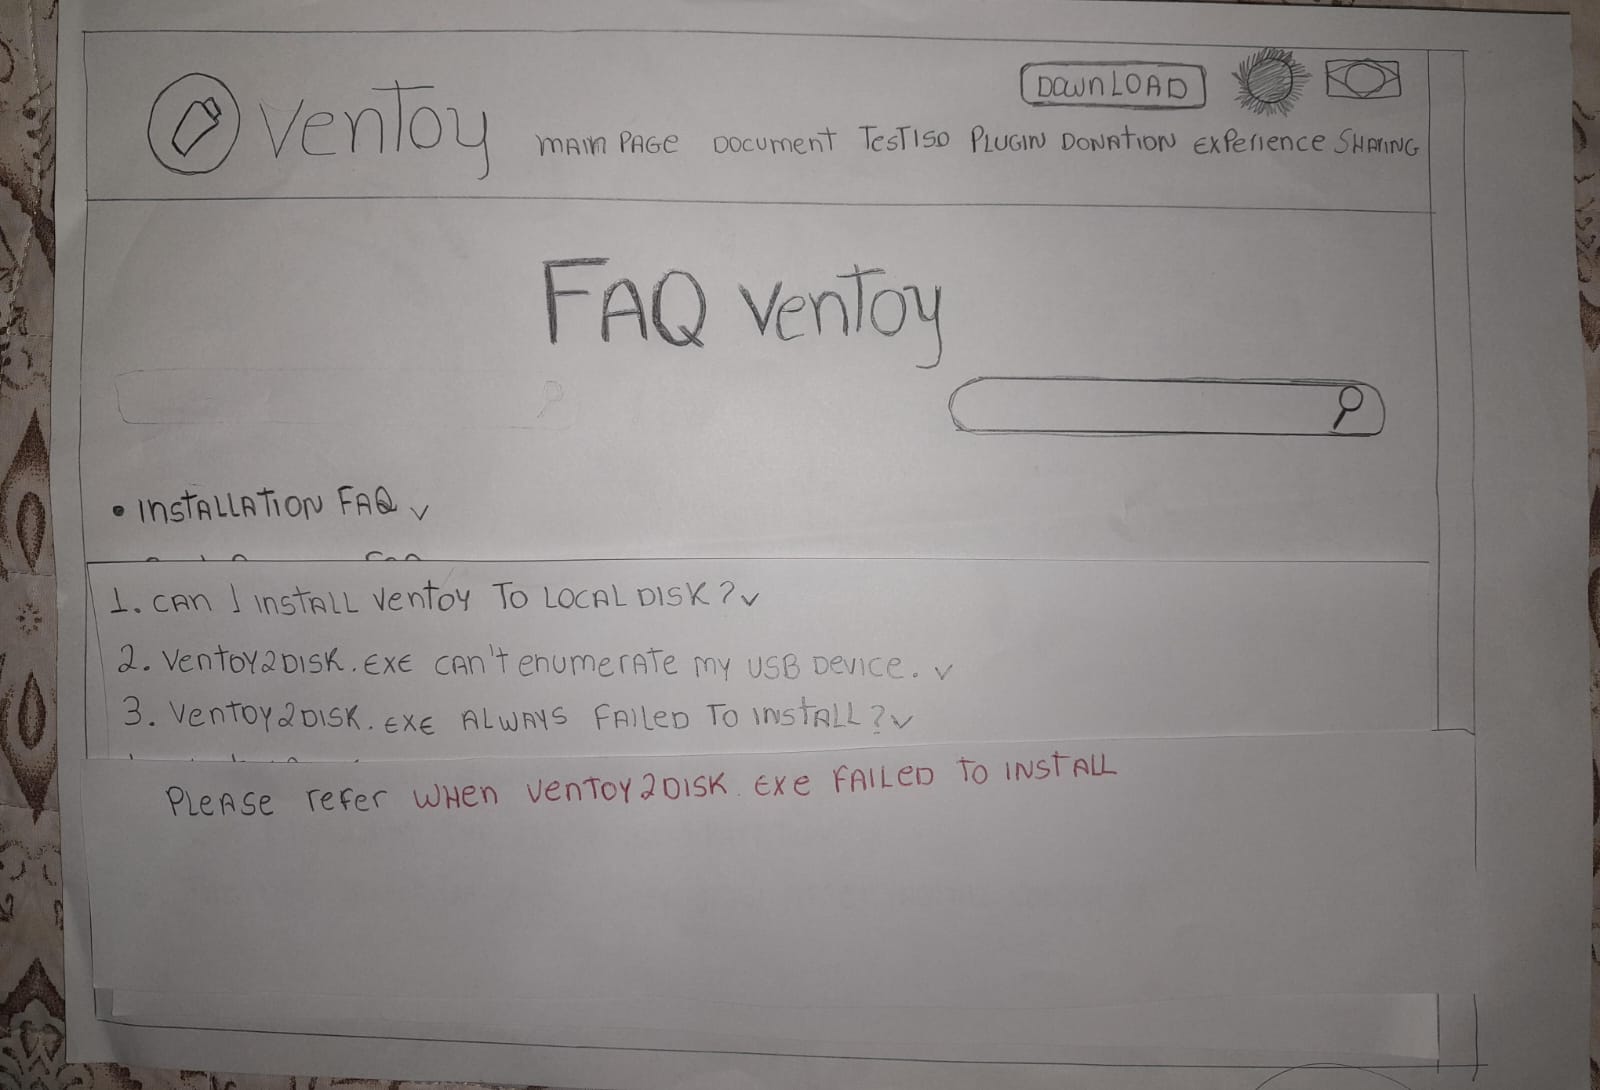 DOWNLOAD
Ventoy
MAIN PAGE DOCUMENT TESTISO PLUGIN DONATION EXPERIENCE SHARING
FAQ Ventoy
• INSTALLATION FAQ
1. CAN I INSTALL VENTOY TO LOCAL DISK?
2. VENTOY2DISK.EXE CAN'T ENUMERATE MY USB DEVICE.
3. VENTOY2DISK.EXE ALWAYS FAILED TO INSTALL?
PLEASE REFER WHEN VENTOY2DISK.EXE FAILED TO INSTALL